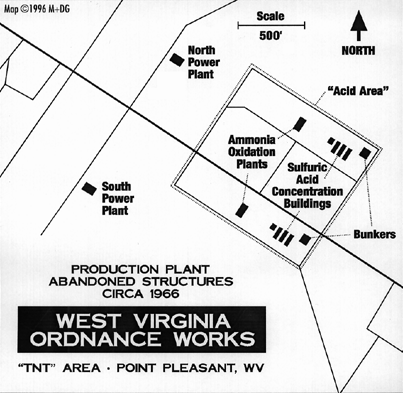 Map ©1996 M+DG
Scale
500'
NORTH
North
Power
Plant
"Acid Area"
Ammonia
Oxidation
Plants
Sulfuric
Acid
Concentration
Buildings
South
Power
Plant
Bunkers
PRODUCTION PLANT
ABANDONED STRUCTURES
CIRCA 1966
WEST VIRGINIA
ORDNANCE WORKS
"TNT" AREA · POINT PLEASANT, WV